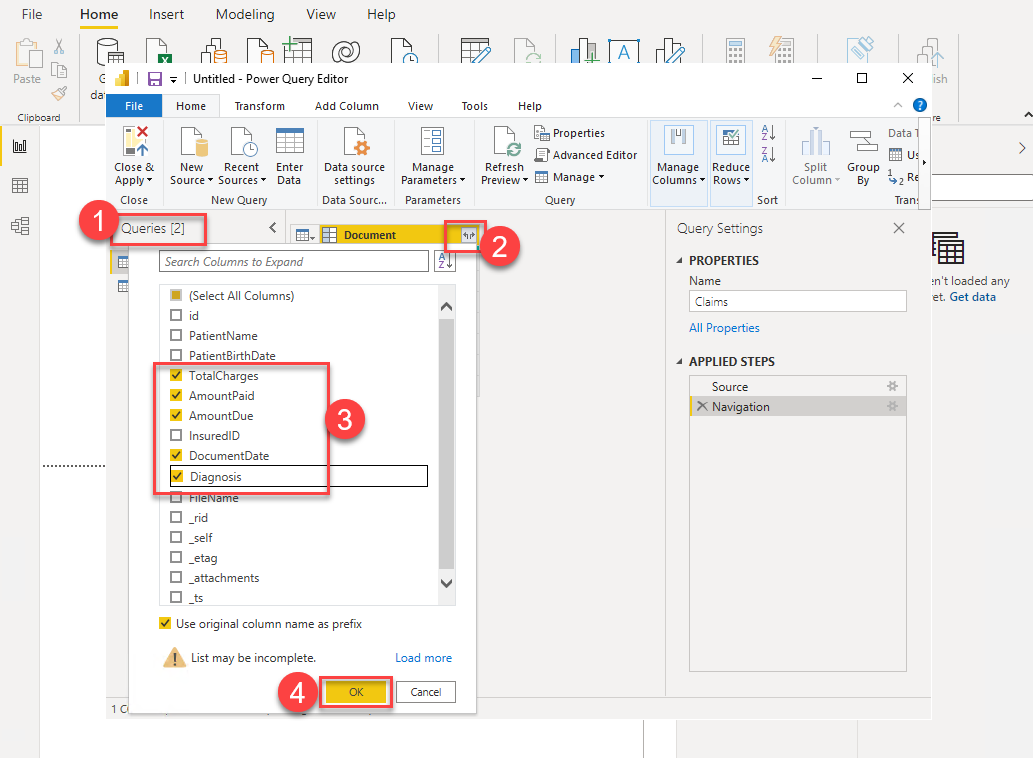 File Home Insert Modeling View Help
Paste
Clipboard
Untitled - Power Query Editor
File Home Transform Add Column View Tools Help
Close & Apply
Close
New Source
Recent Sources
Enter Data
New Query
Data source settings
Data Sourc...
Manage Parameters
Parameters
Refresh Preview
Properties
Advanced Editor
Manage
Query
Manage Columns
Reduce Rows
Sort
Split Column
Group By
Data T
Us
Re
Trans
1
Queries [2]
Document
2
Search Columns to Expand
(Select All Columns)
id
PatientName
PatientBirthDate
TotalCharges
AmountPaid
AmountDue
InsuredID
DocumentDate
Diagnosis
3
FileName
_rid
_self
_etag
_attachments
_ts
Use original column name as prefix
List may be incomplete. Load more
4
OK Cancel
Query Settings
PROPERTIES
Name
Claims
All Properties
APPLIED STEPS
Source
Navigation
en't loaded any
et. Get data